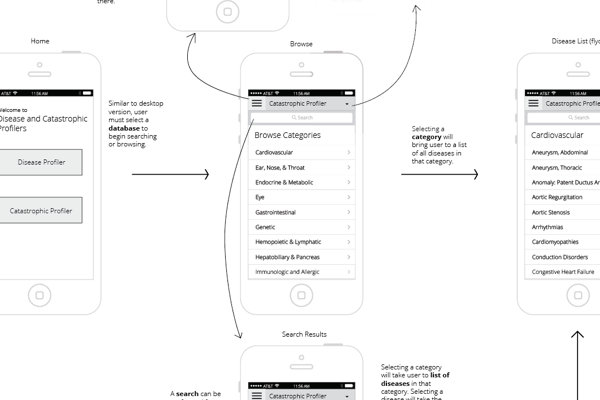 there.
Home
Browse
Disease List (flyo
AT&T 11:56 AM
Welcome to
Disease and Catastrophic
Profilers
Disease Profiler
Catastrophic Profiler
Similar to desktop
version, user
must select a
database to
begin searching
or browsing.
AT&T 11:56 AM
Catastrophic Profiler
Search
Browse Categories
Cardiovascular
Ear, Nose, & Throat
Endocrine & Metabolic
Eye
Gastrointestinal
Genetic
Hemopoietic & Lymphatic
Hepatobiliary & Pancreas
Immunologic and Allergic
Selecting a
category will
bring user to a list
of all diseases in
that category.
AT&T 11:56 AM
Catastrophic Profile
Search
Cardiovascular
Aneurysm, Abdominal
Aneurysm, Thoracic
Anomaly: Patent Ductus Ar
Aortic Regurgitation
Aortic Stenosis
Arrhythmias
Cardiomyopathies
Conduction Disorders
Congestive Heart Failure
Search Results
AT&T 11:56 AM
Catastrophic Profiler
A search can be
Selecting a category
will take user to list of
diseases in that
category. Selecting a
disease will take the